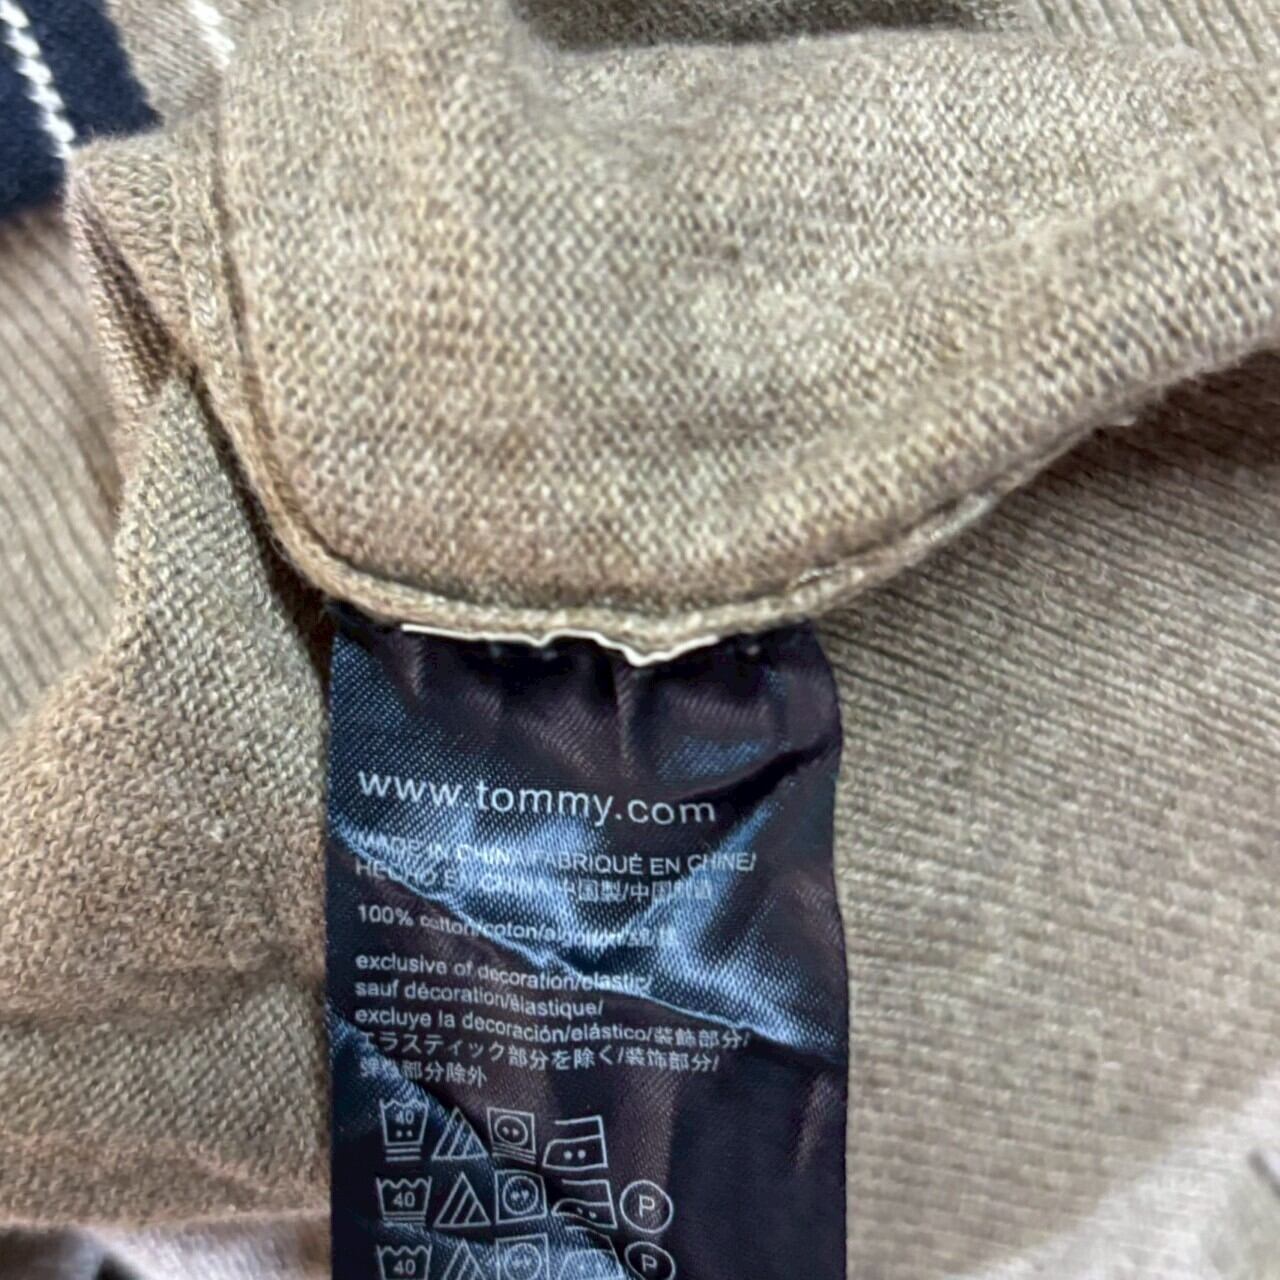 www.tommy.com
MADE IN CHINA/FABRIQUÉ EN CHINE/
HECHO EN CHINA/中国製/中国制造
100% cotton/coton/algodón/
exclusive of decoration/elastic/
sauf décoration/élastique/
excluye la decoración/elástico/装飾部分/
エラスティック部分を除く/装饰部分/
弹性部分除外
40
40 P
40 P